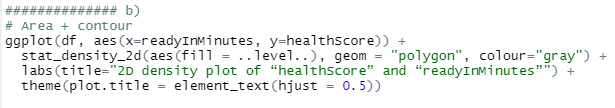 ############## b)
# Area + contour
ggplot(df, aes(x=readyInMinutes, y=healthScore)) +
  stat_density_2d(aes(fill = ..level..), geom = "polygon", colour="gray") +
  labs(title="2D density plot of “healthScore” and “readyInMinutes”") +
  theme(plot.title = element_text(hjust = 0.5))